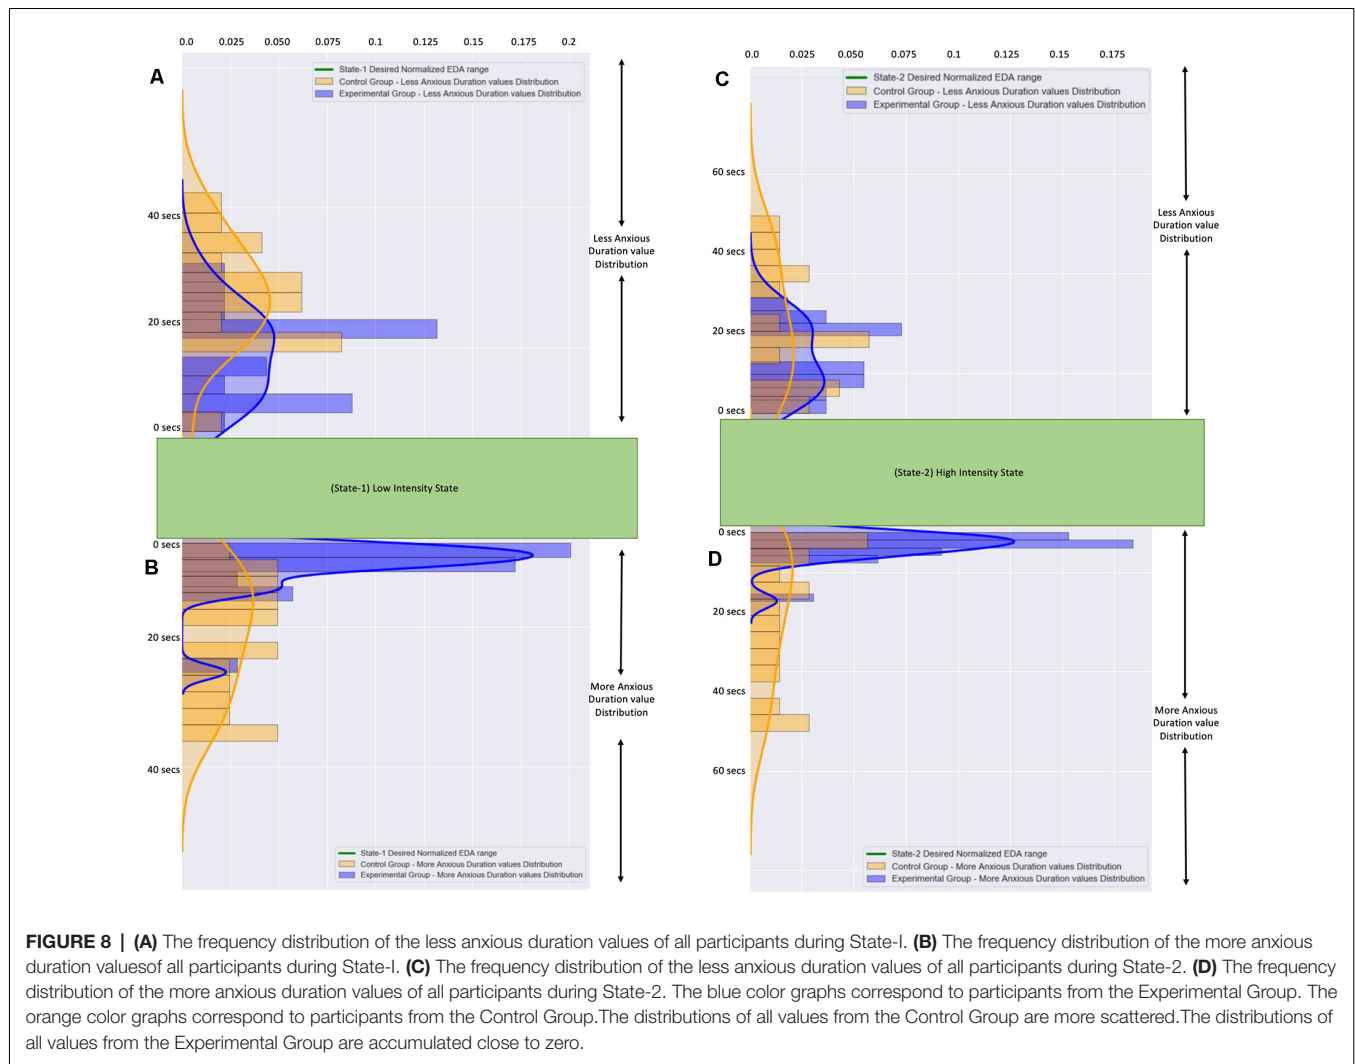 0.0 0.025 0.050 0.075 0.1 0.125 0.15 0.175 0.2
A
State-1 Desired Normalized EDA range
Control Group - Less Anxious Duration values Distribution
Experimental Group - Less Anxious Duration values Distribution
40 secs
20 secs
0 secs
Less Anxious
Duration value
Distribution
(State-1) Low Intensity State
0 secs
B
20 secs
40 secs
More Anxious
Duration value
Distribution
State-1 Desired Normalized EDA range
Control Group - More Anxious Duration values Distribution
Experimental Group - More Anxious Duration values Distribution
0.0 0.025 0.050 0.075 0.1 0.125 0.15 0.175
C
State-2 Desired Normalized EDA range
Control Group - Less Anxious Duration values Distribution
Experimental Group - Less Anxious Duration values Distribution
60 secs
40 secs
20 secs
0 secs
Less Anxious
Duration value
Distribution
(State-2) High Intensity State
0 secs
D
20 secs
40 secs
60 secs
More Anxious
Duration value
Distribution
State-2 Desired Normalized EDA range
Control Group - More Anxious Duration values Distribution
Experimental Group - More Anxious Duration values Distribution
FIGURE 8 | (A) The frequency distribution of the less anxious duration values of all participants during State-I. (B) The frequency distribution of the more anxious
duration valuesof all participants during State-I. (C) The frequency distribution of the less anxious duration values of all participants during State-2. (D) The frequency
distribution of the more anxious duration values of all participants during State-2. The blue color graphs correspond to participants from the Experimental Group. The
orange color graphs correspond to participants from the Control Group.The distributions of all values from the Control Group are more scattered.The distributions of
all values from the Experimental Group are accumulated close to zero.